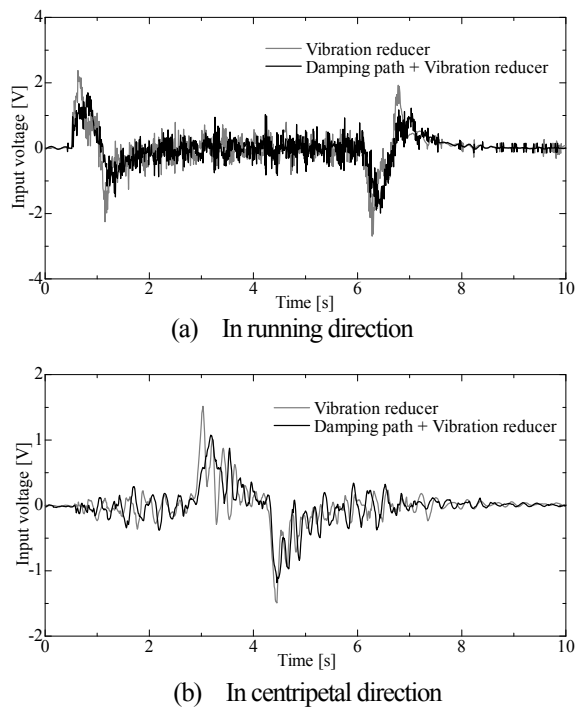 4
2
0
-2
-4
Input voltage [V]
Vibration reducer
Damping path + Vibration reducer
0 2 4 6 8 10
Time [s]
(a) In running direction
2
1
0
-1
-2
Input voltage [V]
Vibration reducer
Damping path + Vibration reducer
0 2 4 6 8 10
Time [s]
(b) In centripetal direction